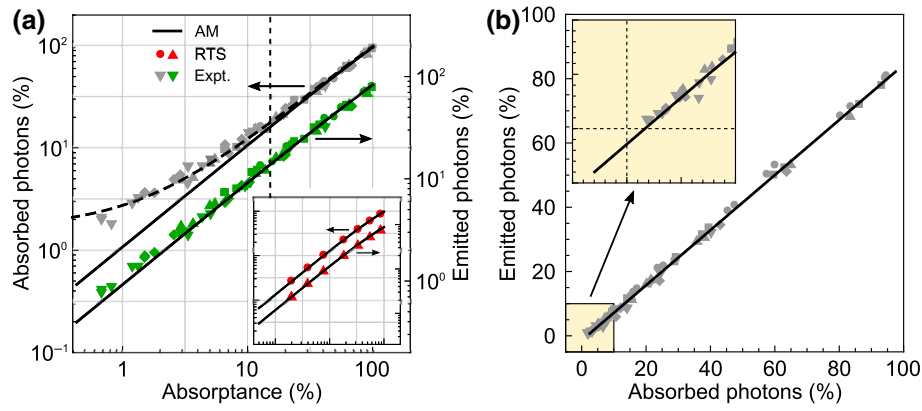 (a)
AM
RTS
Expt.
Absorbed photons (%)
10² 10¹ 10⁰ 10⁻¹
Emitted photons (%)
10² 10¹ 10⁰
1 10 100
Absorptance (%)
(b)
Emitted photons (%)
100 80 60 40 20 0
0 20 40 60 80 100
Absorbed photons (%)